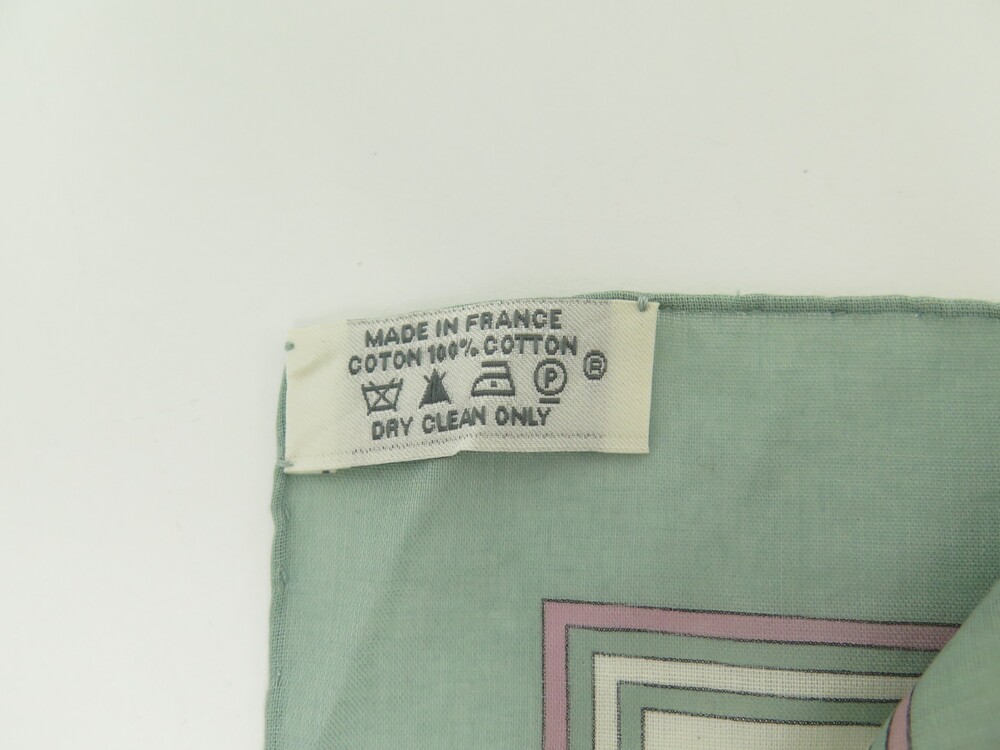 MADE IN FRANCE
COTON 100% COTTON
P ®
DRY CLEAN ONLY